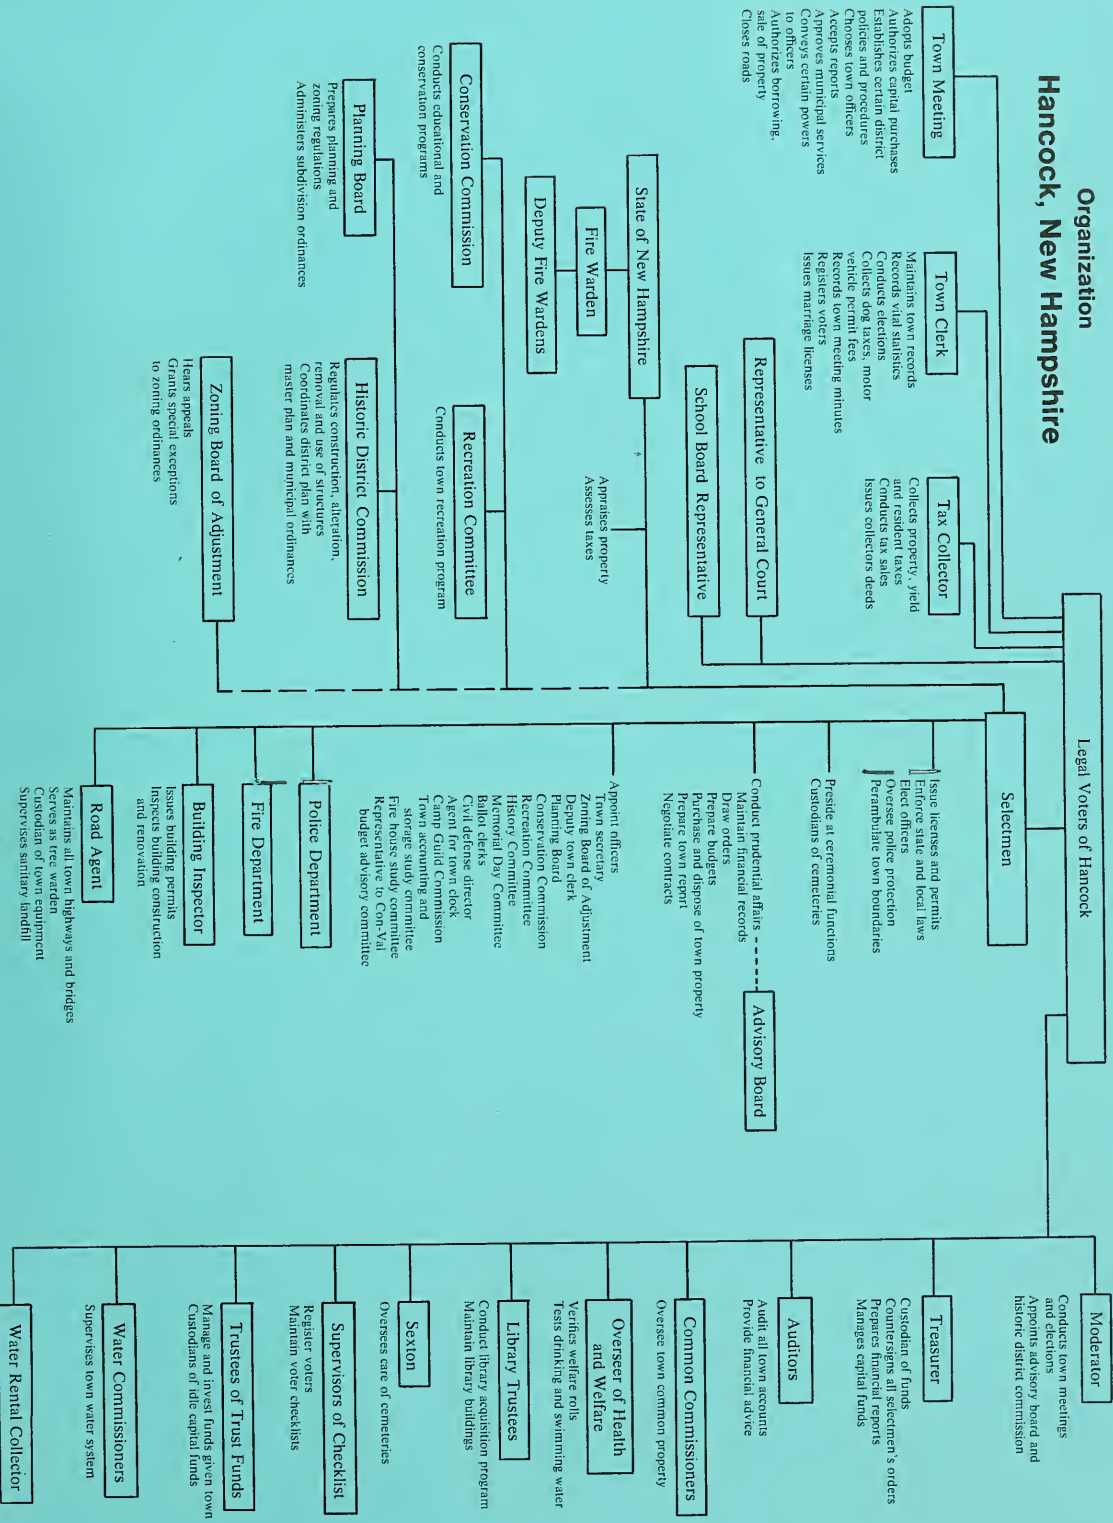 Organization
Hancock, New Hampshire
Legal Voters of Hancock
Town Meeting
Adopts budget
Authorizes capital purchases
Establishes certain district
policies and procedures
Chooses town officers
Accepts reports
Approves municipal services
Conveys certain powers
to officers
Authorizes borrowing,
sale of property
Closes roads
Town Clerk
Maintains town records
Records vital statistics
Conducts elections
Collects dog taxes, motor
vehicle permit fees
Records town meeting minutes
Registers voters
Issues marriage licenses
Tax Collector
Collects property, yield
and resident taxes
Conducts tax sales
Issues collectors deeds
Representative to General Court
School Board Representative
State of New Hampshire
Fire Warden
Deputy Fire Wardens
Appraises property
Assesses taxes
Conservation Commission
Conducts educational and
conservation programs
Recreation Committee
Conducts town recreation program
Planning Board
Prepares planning and
zoning regulations
Administers subdivision ordinances
Historic District Commission
Regulates construction, alteration,
removal and use of structures
Coordinates district plan with
master plan and municipal ordinances
Zoning Board of Adjustment
Hears appeals
Grants special exceptions
to zoning ordinances
Selectmen
Issue licenses and permits
Enforce state and local laws
Elect officers
Oversee police protection
Perambulate town boundaries
Preside at ceremonial functions
Custodians of cemeteries
Conduct prudential affairs
Maintain financial records
Draw orders
Prepare budgets
Purchase and dispose of town property
Prepare town report
Negotiate contracts
Advisory Board
Appoint officers
Town secretary
Zoning Board of Adjustment
Deputy town clerk
Planning Board
Conservation Commission
Recreation Committee
History Committee
Memorial Day Committee
Ballot clerks
Civil defense director
Agent for town clock
Camp Guild Commission
Town accounting and
storage study committee
Fire house study committee
Representative to Con-Val
budget advisory committee
Police Department
Fire Department
Building Inspector
Issues building permits
Inspects building construction
and renovation
Road Agent
Maintains all town highways and bridges
Serves as tree warden
Custodian of town equipment
Supervises sanitary landfill
Moderator
Conducts town meetings
and elections
Appoints advisory board and
historic district commission
Treasurer
Custodian of funds
Countersigns all selectmen's orders
Prepares financial reports
Manages capital funds
Auditors
Audit all town accounts
Provide financial advice
Common Commissioners
Oversee town common property
Overseer of Health
and Welfare
Verifies welfare rolls
Tests drinking and swimming water
Library Trustees
Conduct library acquisition program
Maintain library buildings
Sexton
Oversees care of cemeteries
Supervisors of Checklist
Register voters
Maintain voter checklists
Trustees of Trust Funds
Manage and invest funds given town
Custodians of idle capital funds
Water Commissioners
Supervises town water system
Water Rental Collector